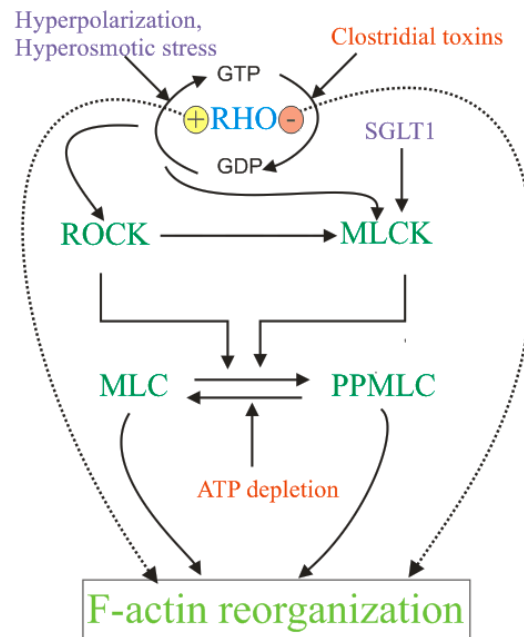 Hyperpolarization,
Hyperosmotic stress
Clostridial toxins
GTP
+ RHO -
SGLT1
GDP
ROCK
MLCK
MLC
PPMLC
ATP depletion
F-actin reorganization